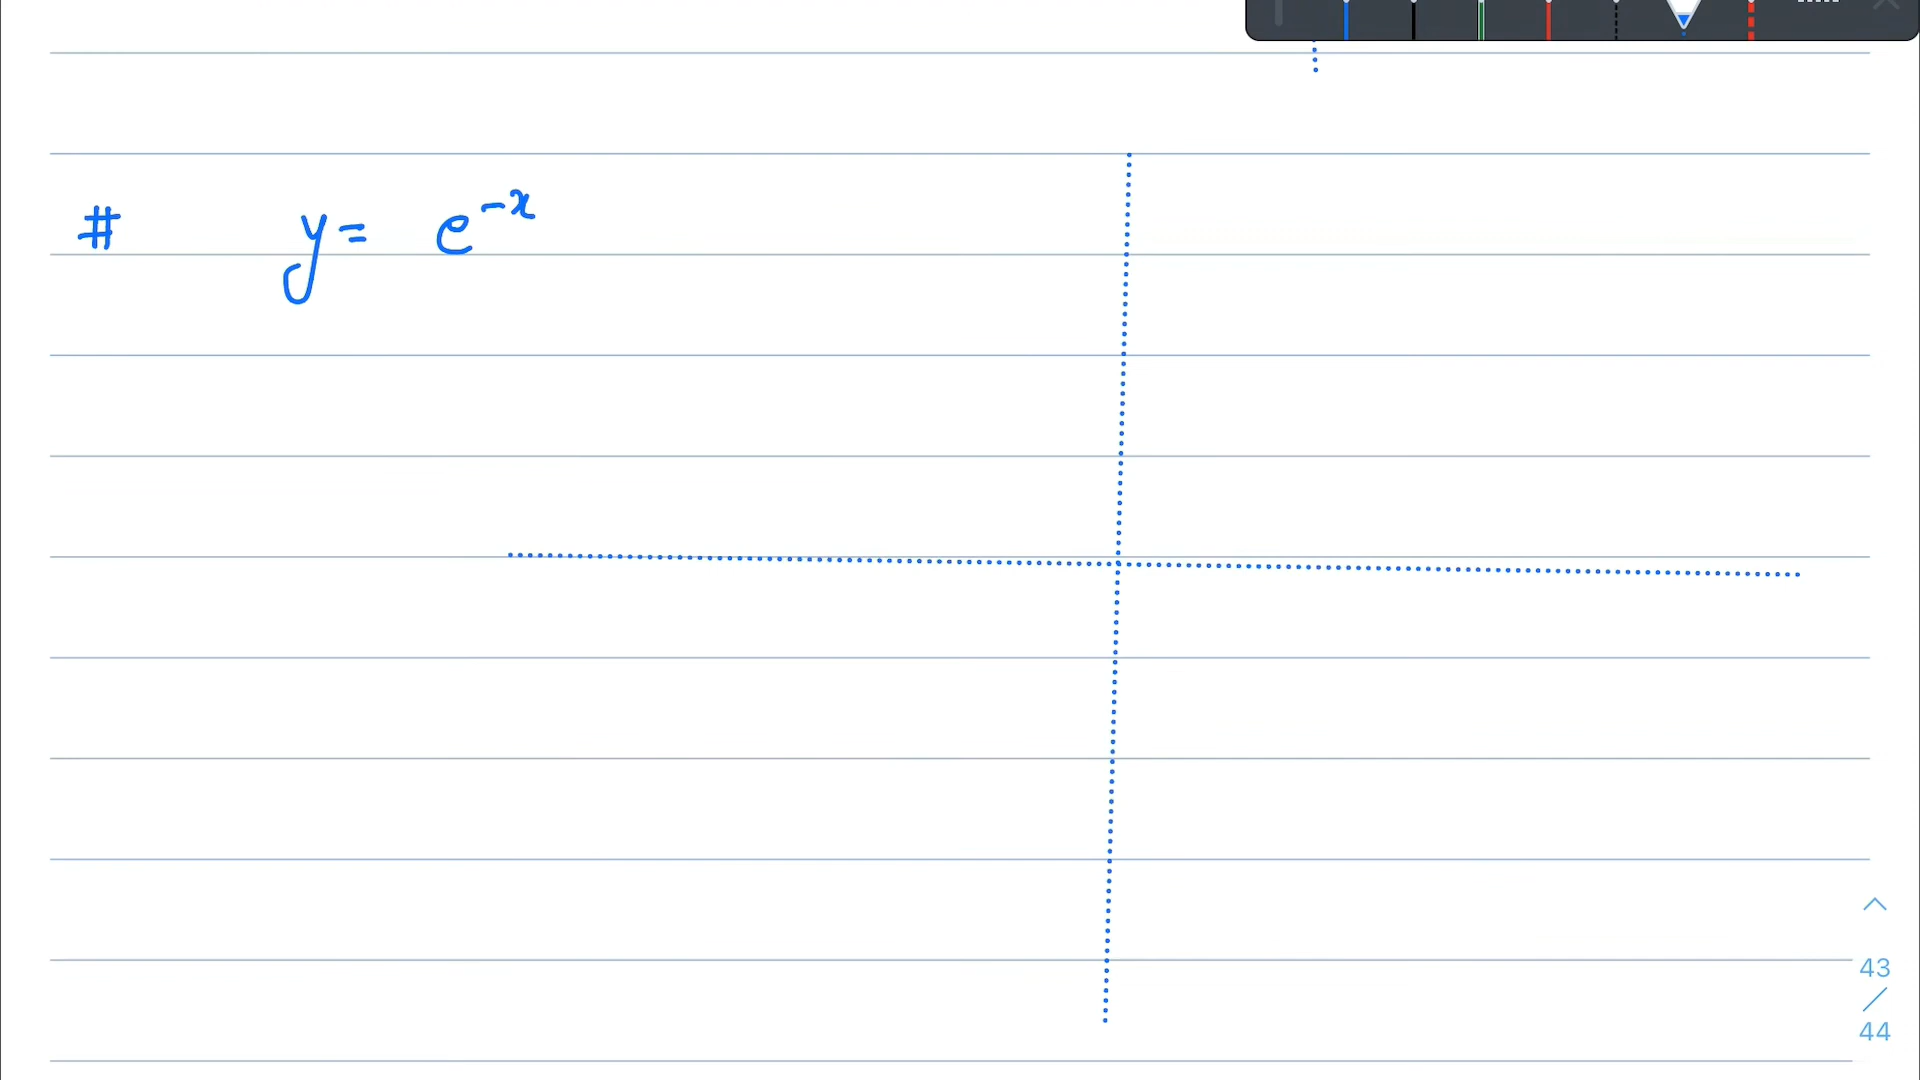 # y = e^{-x}
43
/
44